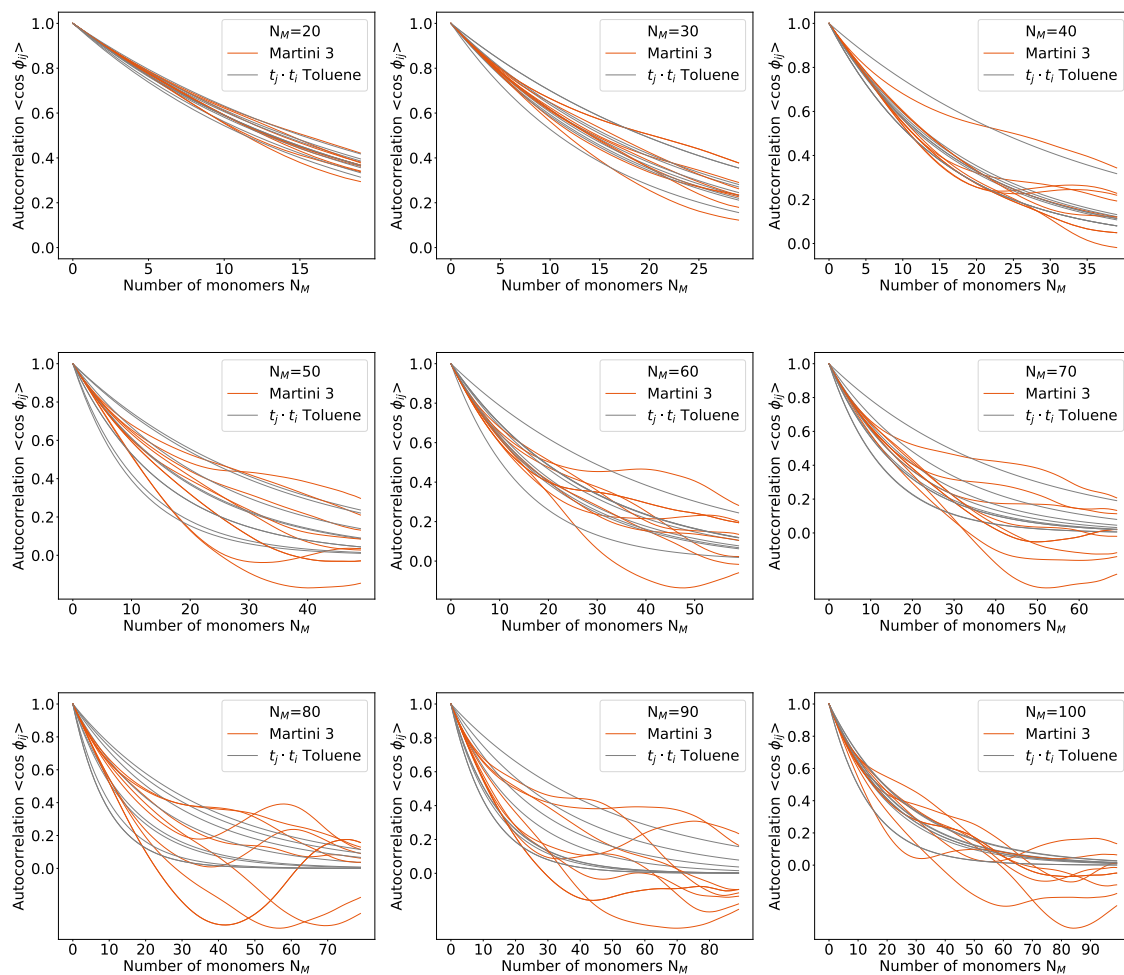 Autocorrelation <cos ϕij>
1.0
0.8
0.6
0.4
0.2
0.0
N_M=20
Martini 3
t_j · t_i Toluene
0 5 10 15
Number of monomers N_M
Autocorrelation <cos ϕij>
1.0
0.8
0.6
0.4
0.2
0.0
N_M=30
Martini 3
t_j · t_i Toluene
0 5 10 15 20 25
Number of monomers N_M
Autocorrelation <cos ϕij>
1.0
0.8
0.6
0.4
0.2
0.0
N_M=40
Martini 3
t_j · t_i Toluene
0 5 10 15 20 25 30 35
Number of monomers N_M
Autocorrelation <cos ϕij>
1.0
0.8
0.6
0.4
0.2
0.0
N_M=50
Martini 3
t_j · t_i Toluene
0 10 20 30 40
Number of monomers N_M
Autocorrelation <cos ϕij>
1.0
0.8
0.6
0.4
0.2
0.0
N_M=60
Martini 3
t_j · t_i Toluene
0 10 20 30 40 50
Number of monomers N_M
Autocorrelation <cos ϕij>
1.0
0.8
0.6
0.4
0.2
0.0
N_M=70
Martini 3
t_j · t_i Toluene
0 10 20 30 40 50 60
Number of monomers N_M
Autocorrelation <cos ϕij>
1.0
0.8
0.6
0.4
0.2
0.0
N_M=80
Martini 3
t_j · t_i Toluene
0 10 20 30 40 50 60 70
Number of monomers N_M
Autocorrelation <cos ϕij>
1.0
0.8
0.6
0.4
0.2
0.0
N_M=90
Martini 3
t_j · t_i Toluene
0 10 20 30 40 50 60 70 80
Number of monomers N_M
Autocorrelation <cos ϕij>
1.0
0.8
0.6
0.4
0.2
0.0
N_M=100
Martini 3
t_j · t_i Toluene
0 10 20 30 40 50 60 70 80 90
Number of monomers N_M